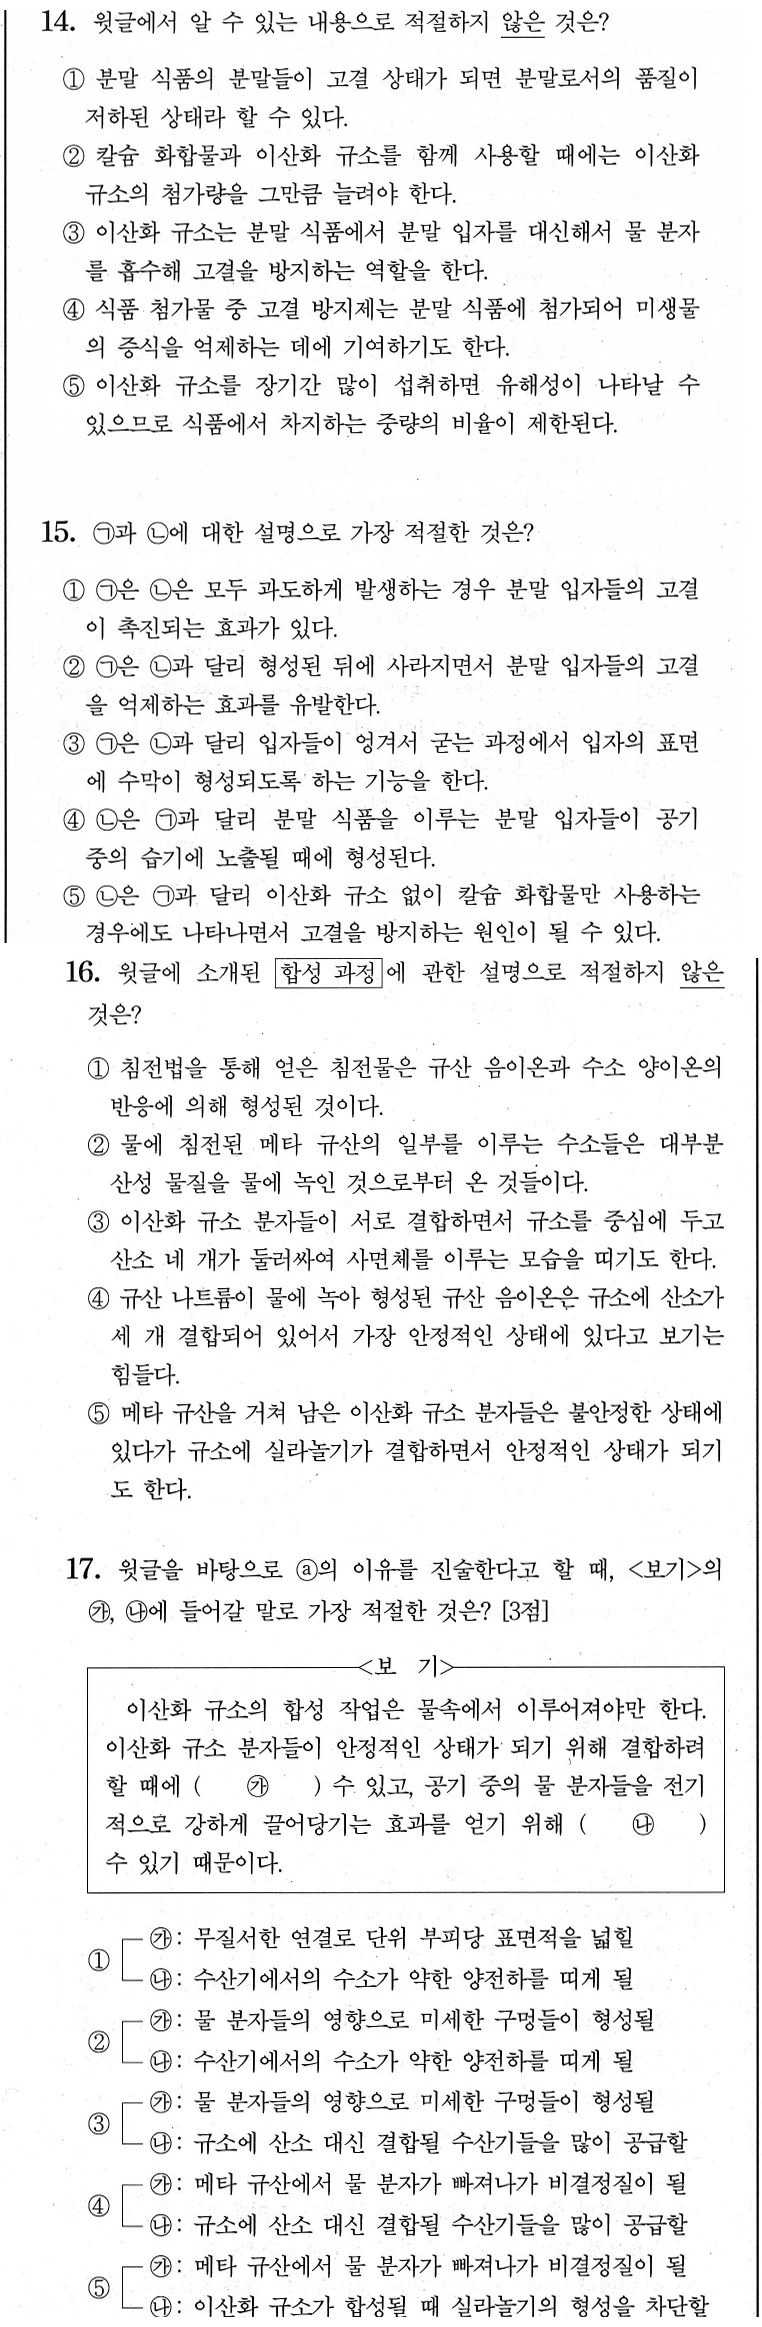 14. 윗글에서 알 수 있는 내용으로 적절하지 않은 것은?
① 분말 식품의 분말들이 고결 상태가 되면 분말로서의 품질이
저하된 상태라 할 수 있다.
② 칼슘 화합물과 이산화 규소를 함께 사용할 때에는 이산화
규소의 첨가량을 그만큼 늘려야 한다.
③ 이산화 규소는 분말 식품에서 분말 입자를 대신해서 물 분자
를 흡수해 고결을 방지하는 역할을 한다.
④ 식품 첨가물 중 고결 방지제는 분말 식품에 첨가되어 미생물
의 증식을 억제하는 데에 기여하기도 한다.
⑤ 이산화 규소를 장기간 많이 섭취하면 유해성이 나타날 수
있으므로 식품에서 차지하는 중량의 비율이 제한된다.
15. ㉠과 ㉡에 대한 설명으로 가장 적절한 것은?
① ㉠은 ㉡은 모두 과도하게 발생하는 경우 분말 입자들의 고결
이 촉진되는 효과가 있다.
② ㉠은 ㉡과 달리 형성된 뒤에 사라지면서 분말 입자들의 고결
을 억제하는 효과를 유발한다.
③ ㉠은 ㉡과 달리 입자들이 엉겨서 굳는 과정에서 입자의 표면
에 수막이 형성되도록 하는 기능을 한다.
④ ㉡은 ㉠과 달리 분말 식품을 이루는 분말 입자들이 공기
중의 습기에 노출될 때에 형성된다.
⑤ ㉡은 ㉠과 달리 이산화 규소 없이 칼슘 화합물만 사용하는
경우에도 나타나면서 고결을 방지하는 원인이 될 수 있다.
16. 윗글에 소개된 합성 과정에 관한 설명으로 적절하지 않은
것은?
① 침전법을 통해 얻은 침전물은 규산 음이온과 수소 양이온의
반응에 의해 형성된 것이다.
② 물에 침전된 메타 규산의 일부를 이루는 수소들은 대부분
산성 물질을 물에 녹인 것으로부터 온 것들이다.
③ 이산화 규소 분자들이 서로 결합하면서 규소를 중심에 두고
산소 네 개가 둘러싸여 사면체를 이루는 모습을 띠기도 한다.
④ 규산 나트륨이 물에 녹아 형성된 규산 음이온은 규소에 산소가
세 개 결합되어 있어서 가장 안정적인 상태에 있다고 보기는
힘들다.
⑤ 메타 규산을 거쳐 남은 이산화 규소 분자들은 불안정한 상태에
있다가 규소에 실라놀기가 결합하면서 안정적인 상태가 되기
도 한다.
17. 윗글을 바탕으로 ⓐ의 이유를 진술한다고 할 때, <보기>의
㉮, ㉯에 들어갈 말로 가장 적절한 것은? [3점]
<보 기>
이산화 규소의 합성 작업은 물속에서 이루어져야만 한다.
이산화 규소 분자들이 안정적인 상태가 되기 위해 결합하려
할 때에 ( ㉮ ) 수 있고, 공기 중의 물 분자들을 전기
적으로 강하게 끌어당기는 효과를 얻기 위해 ( ㉯ )
수 있기 때문이다.
① ㉮: 무질서한 연결로 단위 부피당 표면적을 넓힐
㉯: 수산기에서의 수소가 약한 양전하를 띠게 될
② ㉮: 물 분자들의 영향으로 미세한 구멍들이 형성될
㉯: 수산기에서의 수소가 약한 양전하를 띠게 될
③ ㉮: 물 분자들의 영향으로 미세한 구멍들이 형성될
㉯: 규소에 산소 대신 결합될 수산기들을 많이 공급할
④ ㉮: 메타 규산에서 물 분자가 빠져나가 비결정질이 될
㉯: 규소에 산소 대신 결합될 수산기들을 많이 공급할
⑤ ㉮: 메타 규산에서 물 분자가 빠져나가 비결정질이 될
㉯: 이산화 규소가 합성될 때 실라놀기의 형성을 차단할